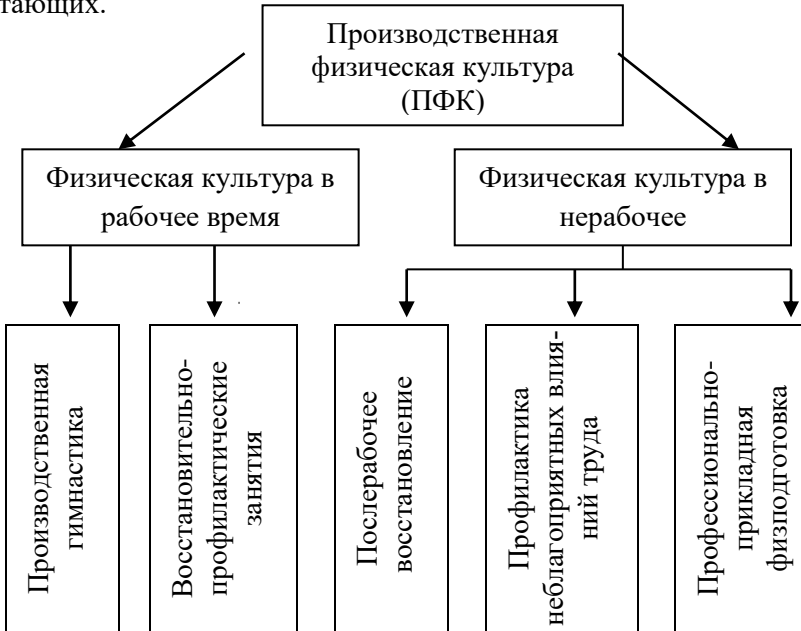 тающих.
Производственная
физическая культура
(ПФК)
Физическая культура в
рабочее время
Физическая культура в
нерабочее
Производственная
гимнастика
Восстановительно-
профилактические
занятия
Послерабочее
восстановление
Профилактика
неблагоприятных влия-
ний труда
Профессионально-
прикладная
физподготовка